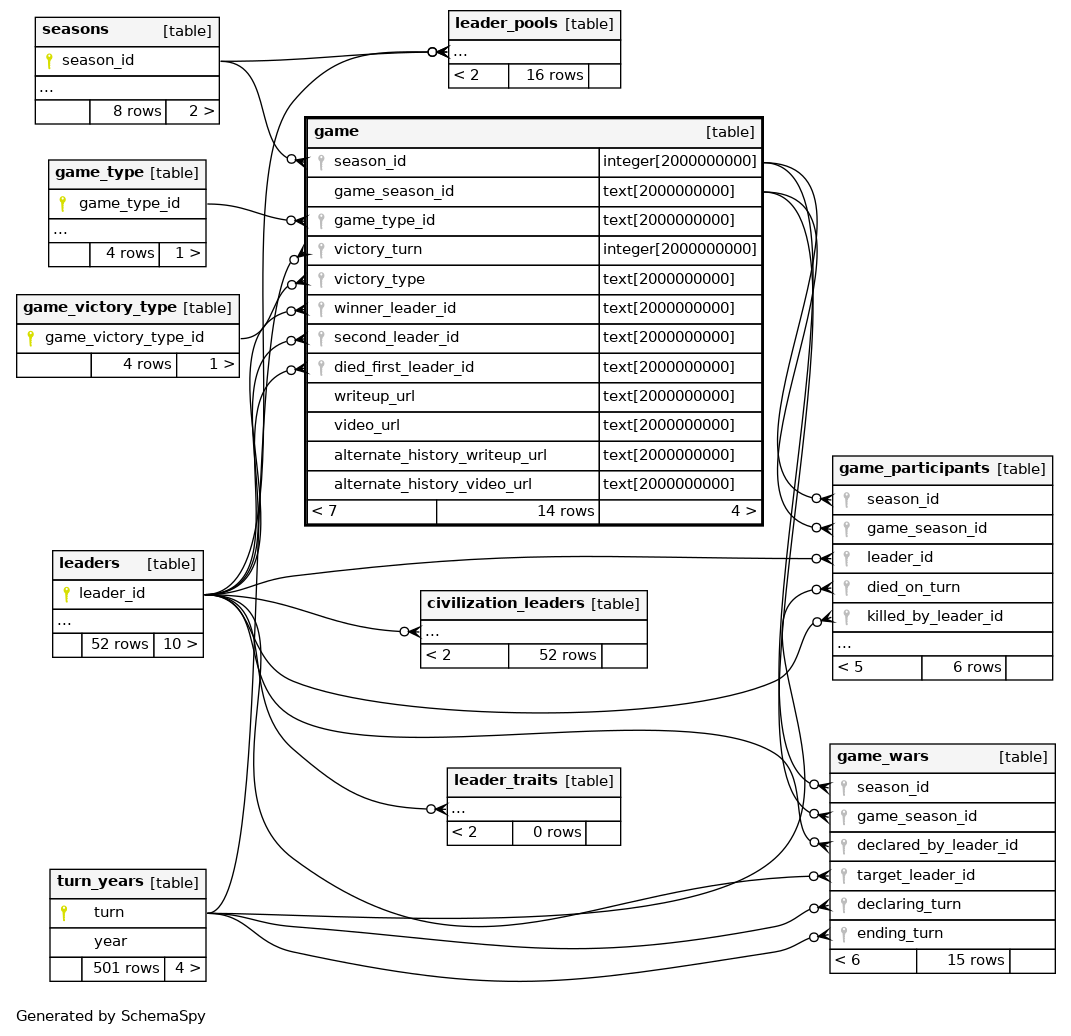 seasons [table]
season_id
...
8 rows 2 >
leader_pools [table]
...
< 2 16 rows
game_type [table]
game_type_id
...
4 rows 1 >
game_victory_type [table]
game_victory_type_id
4 rows 1 >
game [table]
season_id integer[2000000000]
game_season_id text[2000000000]
game_type_id text[2000000000]
victory_turn integer[2000000000]
victory_type text[2000000000]
winner_leader_id text[2000000000]
second_leader_id text[2000000000]
died_first_leader_id text[2000000000]
writeup_url text[2000000000]
video_url text[2000000000]
alternate_history_writeup_url text[2000000000]
alternate_history_video_url text[2000000000]
< 7 14 rows 4 >
game_participants [table]
season_id
game_season_id
leader_id
died_on_turn
killed_by_leader_id
...
< 5 6 rows
leaders [table]
leader_id
...
52 rows 10 >
civilization_leaders [table]
...
< 2 52 rows
leader_traits [table]
...
< 2 0 rows
game_wars [table]
season_id
game_season_id
declared_by_leader_id
target_leader_id
declaring_turn
ending_turn
< 6 15 rows
turn_years [table]
turn
year
501 rows 4 >
Generated by SchemaSpy